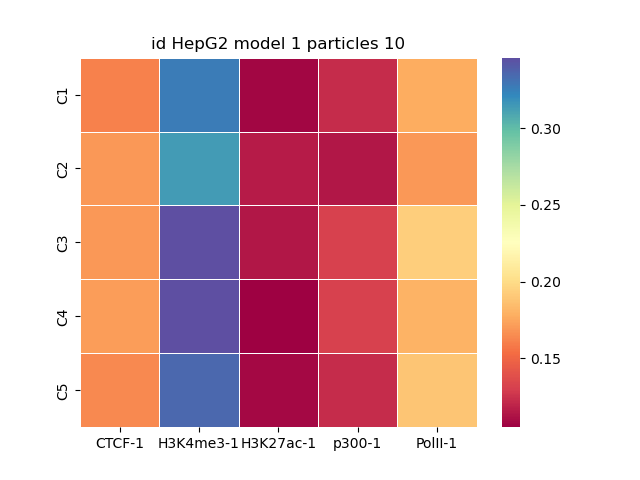 id HepG2 model 1 particles 10
C1
C2
C3
C4
C5
CTCF-1 H3K4me3-1 H3K27ac-1 p300-1 PolII-1
0.30
0.25
0.20
0.15